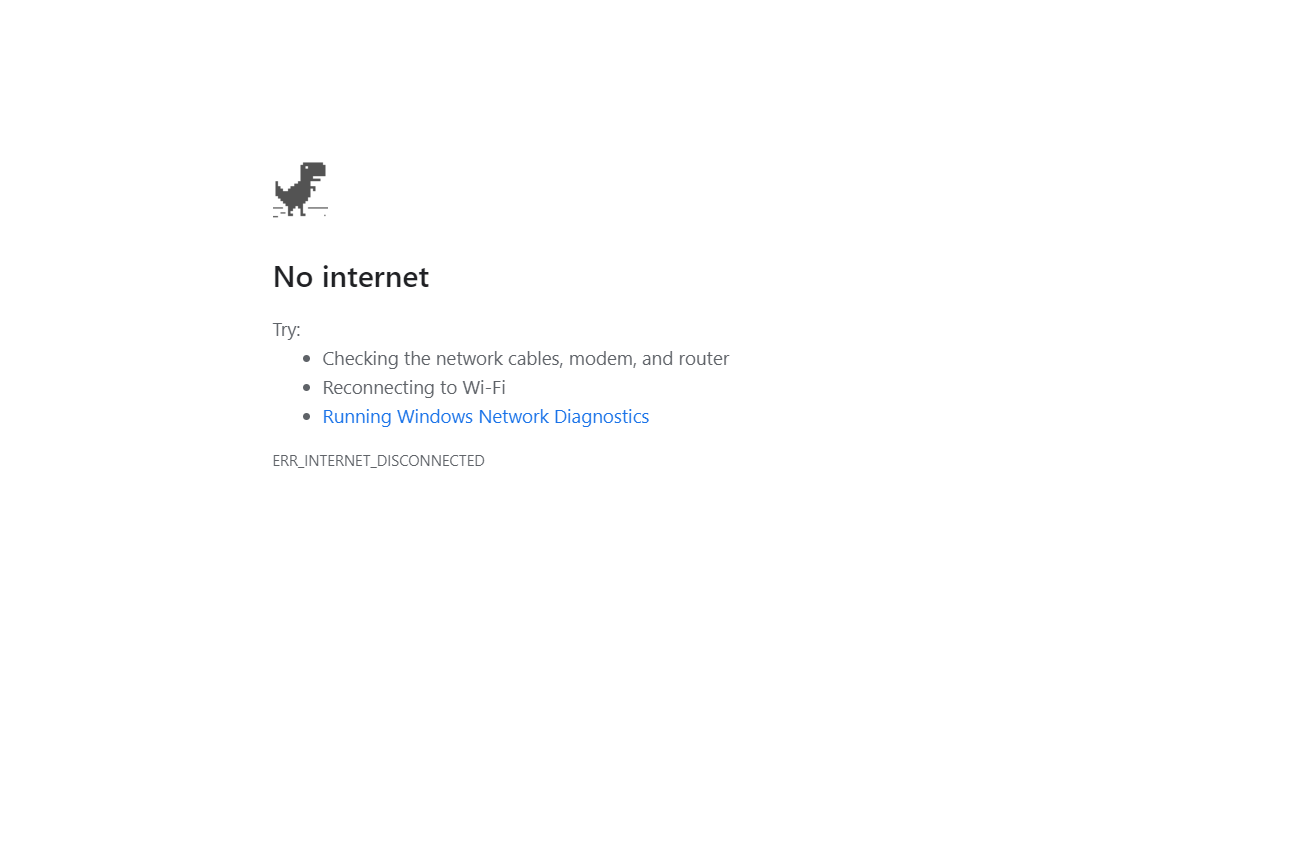 No internet
Try:
Checking the network cables, modem, and router
Reconnecting to Wi-Fi
Running Windows Network Diagnostics
ERR_INTERNET_DISCONNECTED